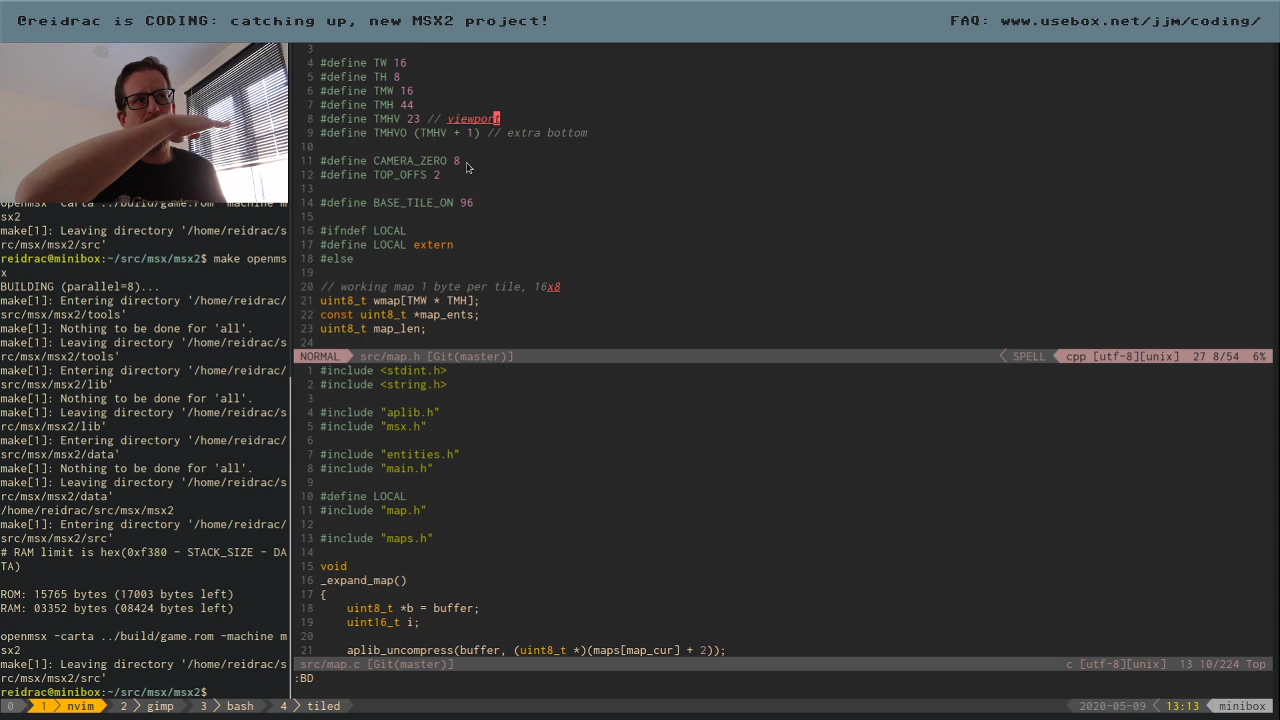 @reidrac is CODING: catching up, new MSX2 project!
FAQ: www.usebox.net/jjm/coding/
openmsx -carta ../build/game.rom -machine m
sx2
make[1]: Leaving directory '/home/reidrac/s
rc/msx/msx2/src'
reidrac@minibox:~/src/msx/msx2$ make openms
x
BUILDING (parallel=8)...
make[1]: Entering directory '/home/reidrac/
src/msx/msx2/tools'
make[1]: Nothing to be done for 'all'.
make[1]: Leaving directory '/home/reidrac/s
rc/msx/msx2/tools'
make[1]: Entering directory '/home/reidrac/
src/msx/msx2/lib'
make[1]: Nothing to be done for 'all'.
make[1]: Leaving directory '/home/reidrac/s
rc/msx/msx2/lib'
make[1]: Entering directory '/home/reidrac/
src/msx/msx2/data'
make[1]: Nothing to be done for 'all'.
make[1]: Leaving directory '/home/reidrac/s
rc/msx/msx2/data'
/home/reidrac/src/msx/msx2
make[1]: Entering directory '/home/reidrac/
src/msx/msx2/src'
# RAM limit is hex(0xf380 - STACK_SIZE - DA
TA)
ROM: 15765 bytes (17003 bytes left)
RAM: 03352 bytes (08424 bytes left)
openmsx -carta ../build/game.rom -machine m
sx2
make[1]: Leaving directory '/home/reidrac/s
rc/msx/msx2/src'
reidrac@minibox:~/src/msx/msx2$
3
4 #define TW 16
5 #define TH 8
6 #define TMW 16
7 #define TMH 44
8 #define TMHV 23 // viewport
9 #define TMHVO (TMHV + 1) // extra bottom
10
11 #define CAMERA_ZERO 8
12 #define TOP_OFFS 2
13
14 #define BASE_TILE_ON 96
15
16 #ifndef LOCAL
17 #define LOCAL extern
18 #else
19
20 // working map 1 byte per tile, 16x8
21 uint8_t wmap[TMW * TMH];
22 const uint8_t *map_ents;
23 uint8_t map_len;
24
NORMAL src/map.h [Git(master)] SPELL cpp [utf-8][unix] 27 8/54 6%
1 #include <stdint.h>
2 #include <string.h>
3
4 #include "aplib.h"
5 #include "msx.h"
6
7 #include "entities.h"
8 #include "main.h"
9
10 #define LOCAL
11 #include "map.h"
12
13 #include "maps.h"
14
15 void
16 _expand_map()
17 {
18 uint8_t *b = buffer;
19 uint16_t i;
20
21 aplib_uncompress(buffer, (uint8_t *)(maps[map_cur] + 2));
src/map.c [Git(master)] c [utf-8][unix] 13 10/224 Top
:BD
0 1 nvim 2 gimp 3 bash 4 tiled 2020-05-09 13:13 minibox